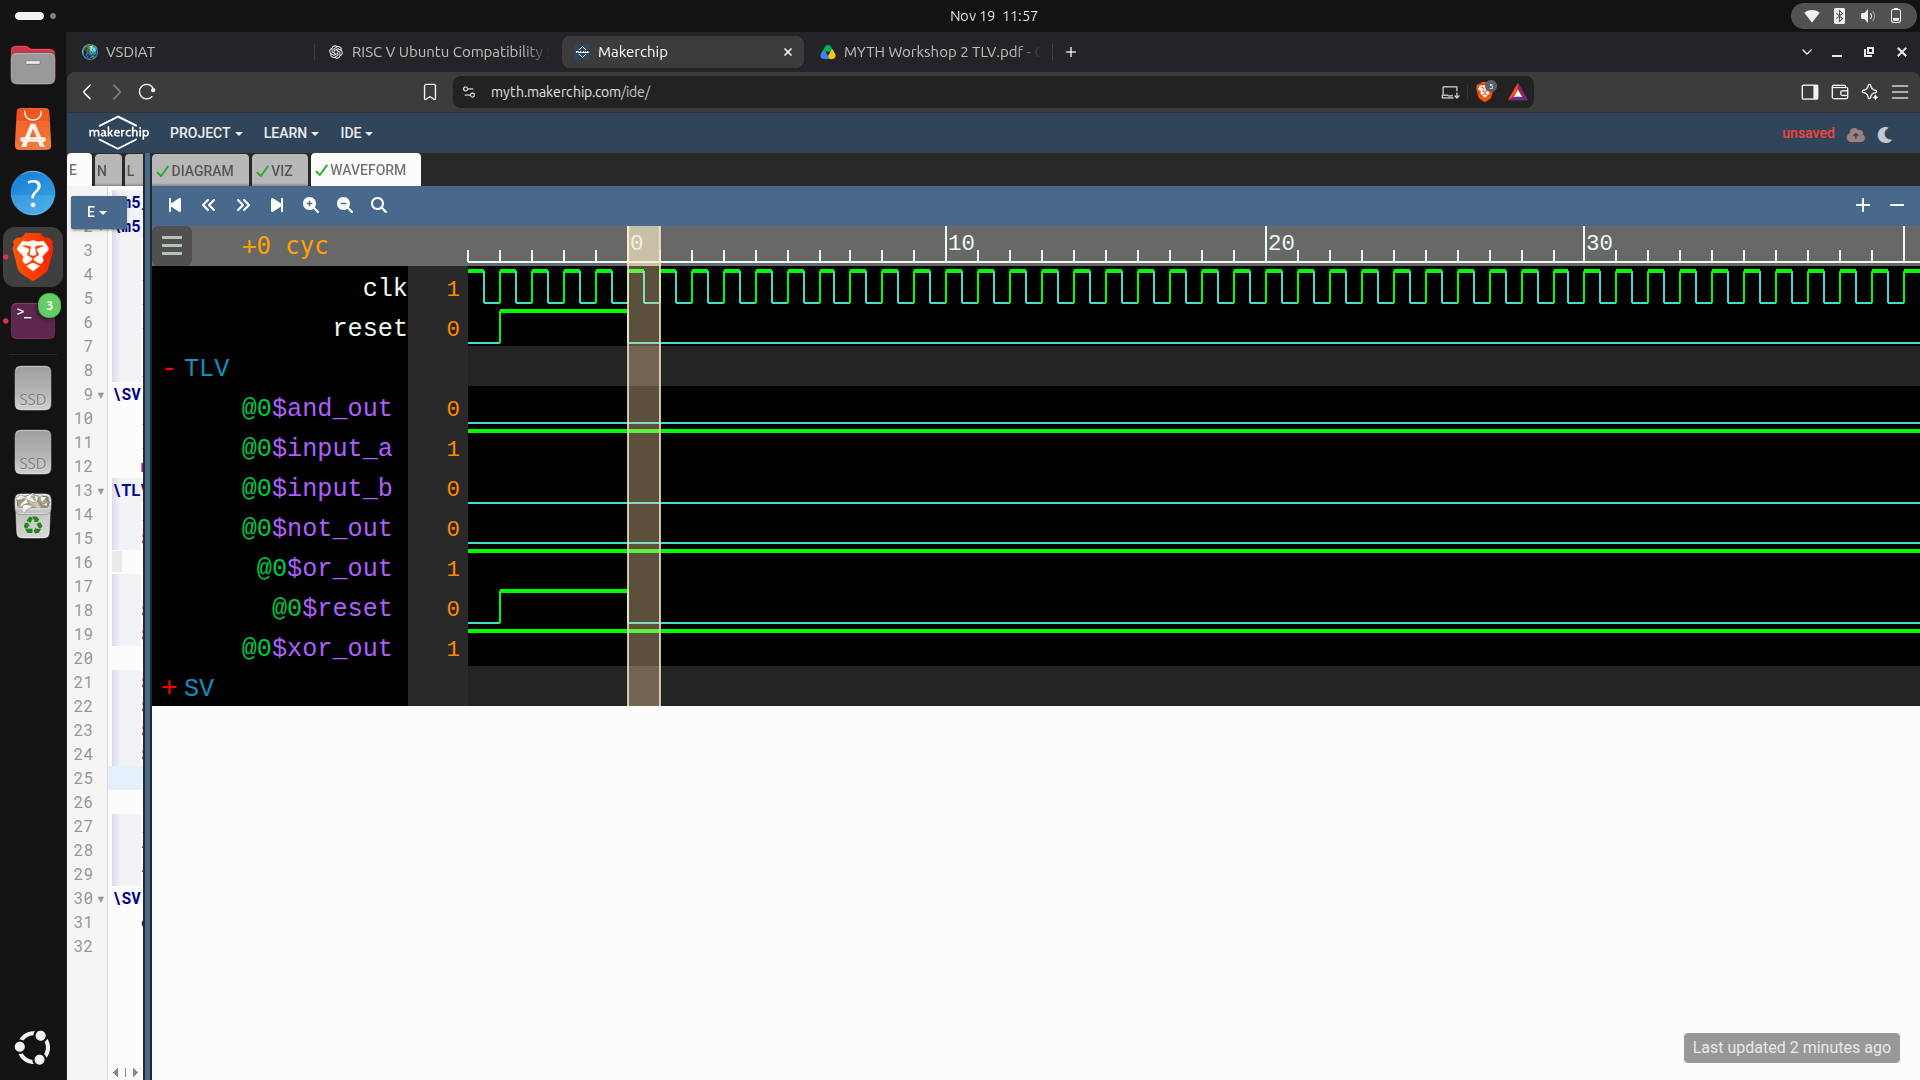 Nov 19 11:57
VSDIAT
RISC V Ubuntu Compatibility
Makerchip
MYTH Workshop 2 TLV.pdf -
myth.makerchip.com/ide/
5
makerchip
PROJECT
LEARN
IDE
unsaved
E
N
L
DIAGRAM
VIZ
WAVEFORM
E
+0 cyc
0
10
20
30
clk 1
reset 0
- TLV
@0$and_out 0
@0$input_a 1
@0$input_b 0
@0$not_out 0
@0$or_out 1
@0$reset 0
@0$xor_out 1
+ SV
m5
2 \m5
3
4
5
6
7
8
9 \SV
10
11
12
13 \TL
14
15
16
17
18
19
20
21
22
23
24
25
26
27
28
29
30 \SV
31
32
3
SSD
SSD
Last updated 2 minutes ago